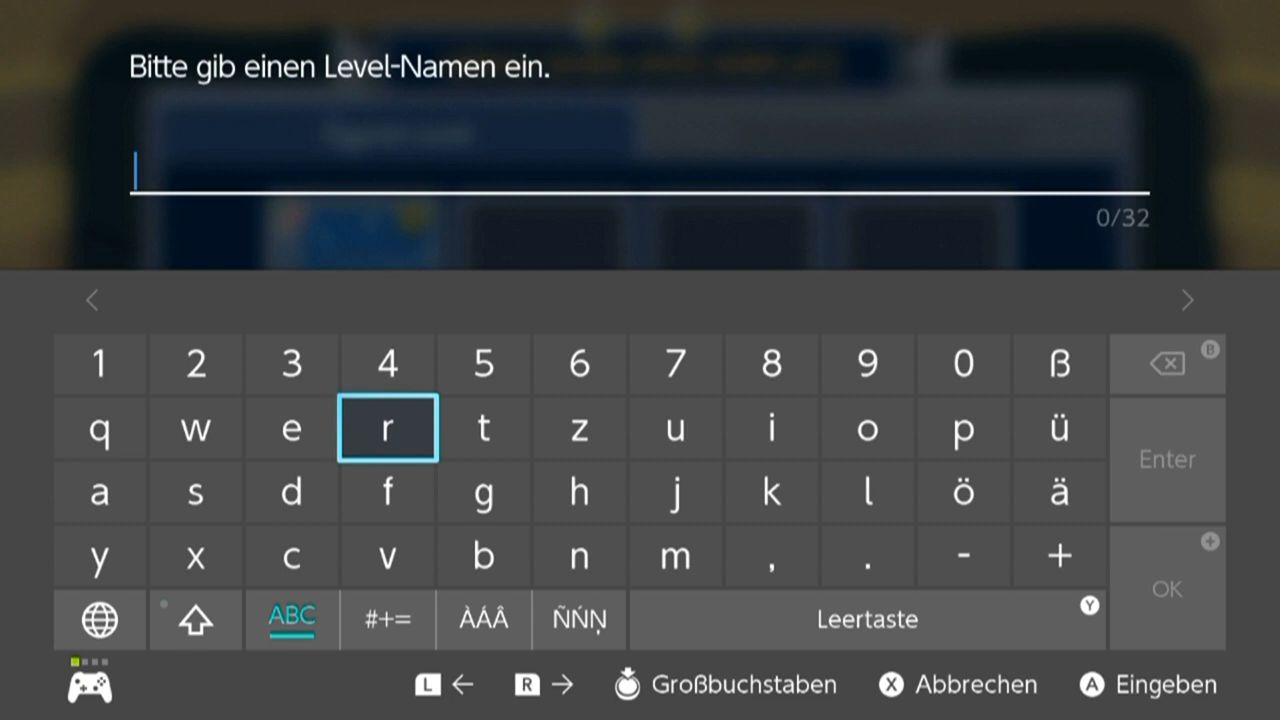 Bitte gib einen Level-Namen ein.
0/32
1 2 3 4 5 6 7 8 9 0 ß B
q w e r t z u i o p ü Enter
a s d f g h j k l ö ä
y x c v b n m , . - + OK
ABC #+= ÀÁÂ ÑŃŅ Leertaste Y
L ← R → Großbuchstaben X Abbrechen A Eingeben